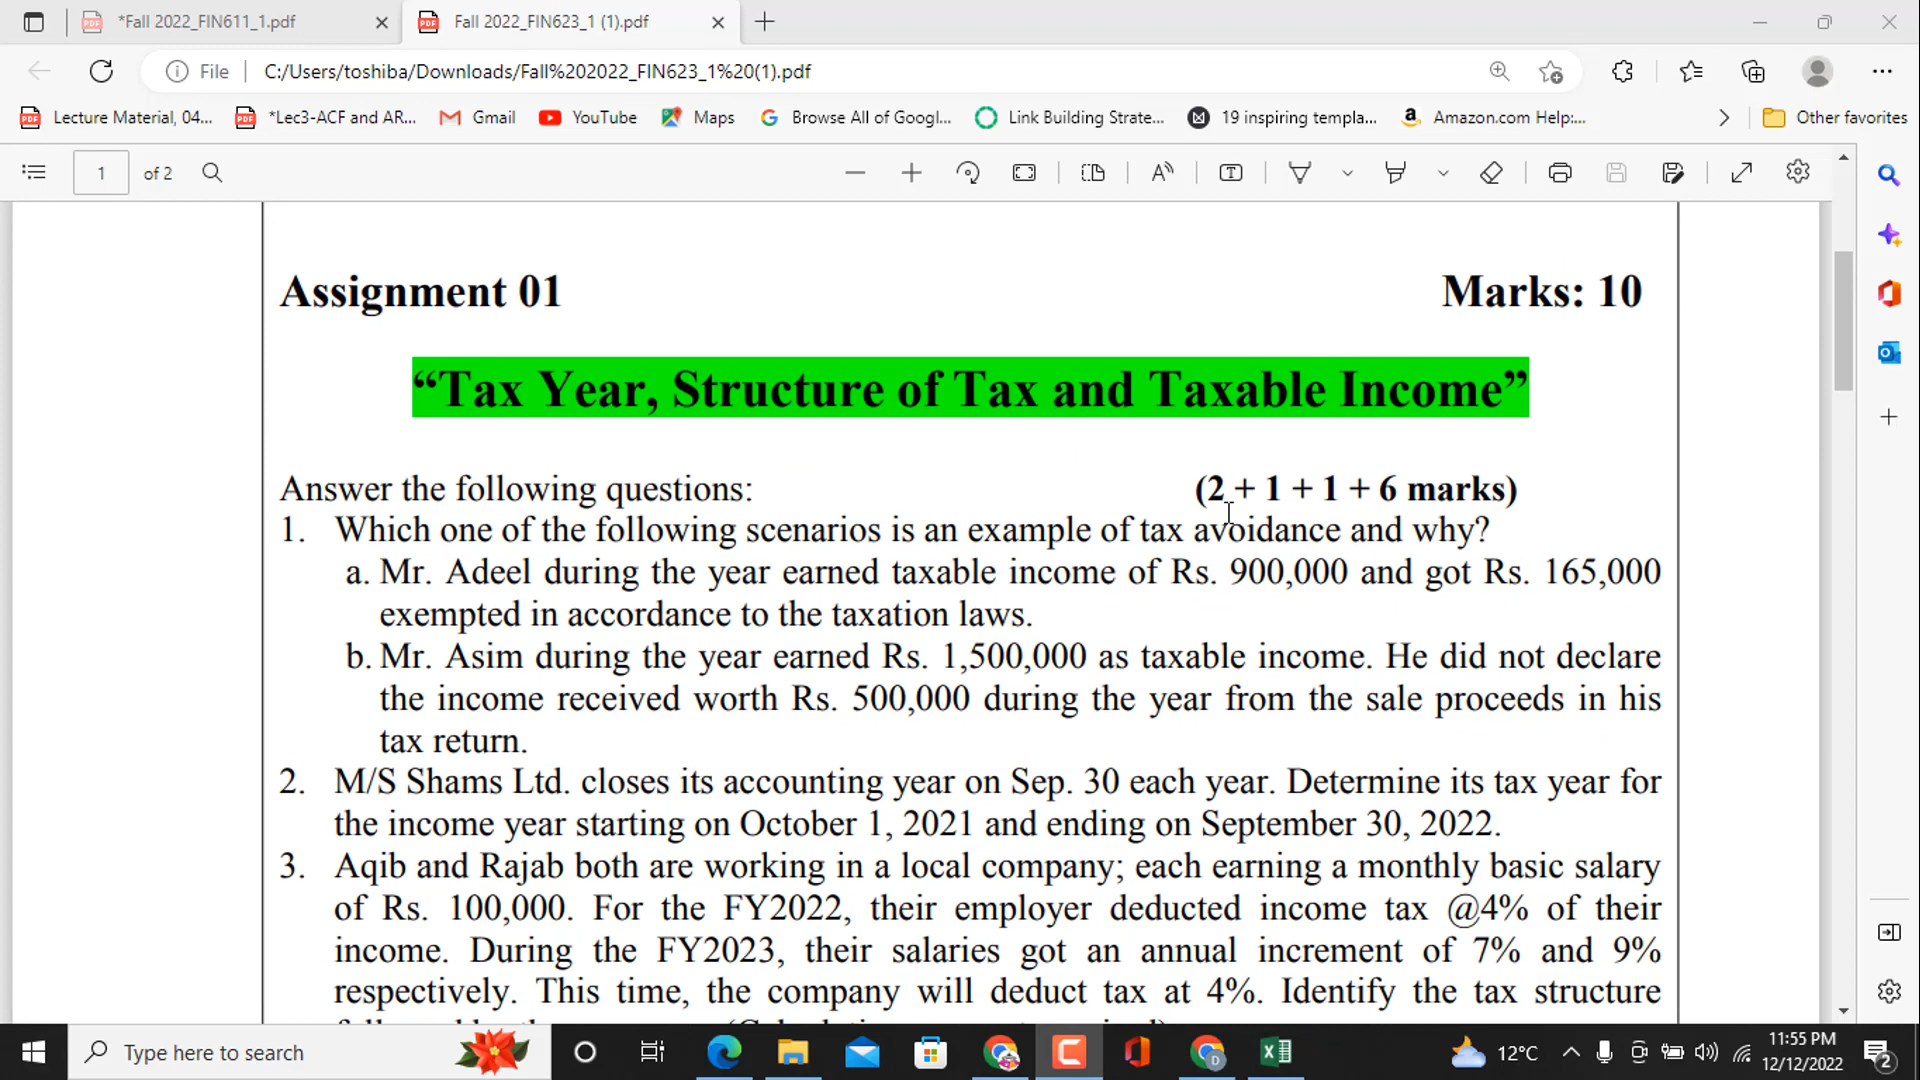 *Fall 2022_FIN611_1.pdf
Fall 2022_FIN623_1 (1).pdf
File
C:/Users/toshiba/Downloads/Fall%202022_FIN623_1%20(1).pdf
Lecture Material, 04...
*Lec3-ACF and AR...
Gmail
YouTube
Maps
Browse All of Googl...
Link Building Strate...
19 inspiring templa...
Amazon.com Help:...
Other favorites
1 of 2
Assignment 01 Marks: 10
“Tax Year, Structure of Tax and Taxable Income”
Answer the following questions: (2 + 1 + 1 + 6 marks)
1. Which one of the following scenarios is an example of tax avoidance and why?
a. Mr. Adeel during the year earned taxable income of Rs. 900,000 and got Rs. 165,000
exempted in accordance to the taxation laws.
b. Mr. Asim during the year earned Rs. 1,500,000 as taxable income. He did not declare
the income received worth Rs. 500,000 during the year from the sale proceeds in his
tax return.
2. M/S Shams Ltd. closes its accounting year on Sep. 30 each year. Determine its tax year for
the income year starting on October 1, 2021 and ending on September 30, 2022.
3. Aqib and Rajab both are working in a local company; each earning a monthly basic salary
of Rs. 100,000. For the FY2022, their employer deducted income tax @4% of their
income. During the FY2023, their salaries got an annual increment of 7% and 9%
respectively. This time, the company will deduct tax at 4%. Identify the tax structure
Type here to search
12°C
11:55 PM
12/12/2022
2